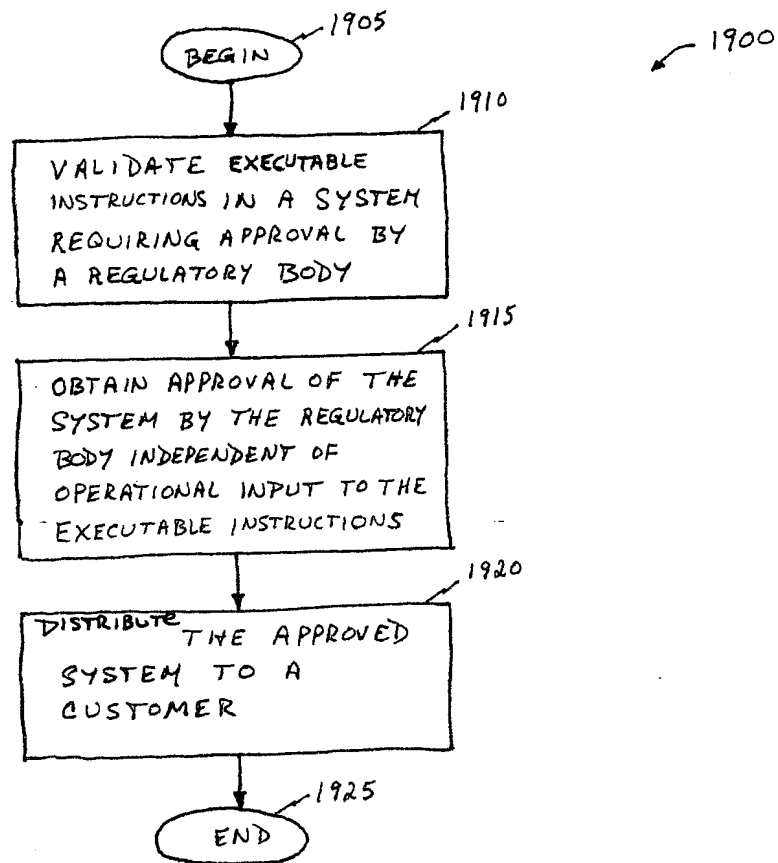 1905
BEGIN
1900
1910
VALIDATE EXECUTABLE
INSTRUCTIONS IN A SYSTEM
REQUIRING APPROVAL BY
A REGULATORY BODY
1915
OBTAIN APPROVAL OF THE
SYSTEM BY THE REGULATORY
BODY INDEPENDENT OF
OPERATIONAL INPUT TO THE
EXECUTABLE INSTRUCTIONS
1920
DISTRIBUTE THE APPROVED
SYSTEM TO A
CUSTOMER
1925
END